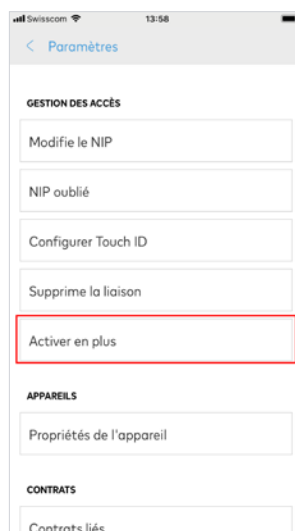 Swisscom 13:58
Paramètres
GESTION DES ACCÈS
Modifie le NIP
NIP oublié
Configurer Touch ID
Supprime la liaison
Activer en plus
APPAREILS
Propriétés de l'appareil
CONTRATS
Contrats liés